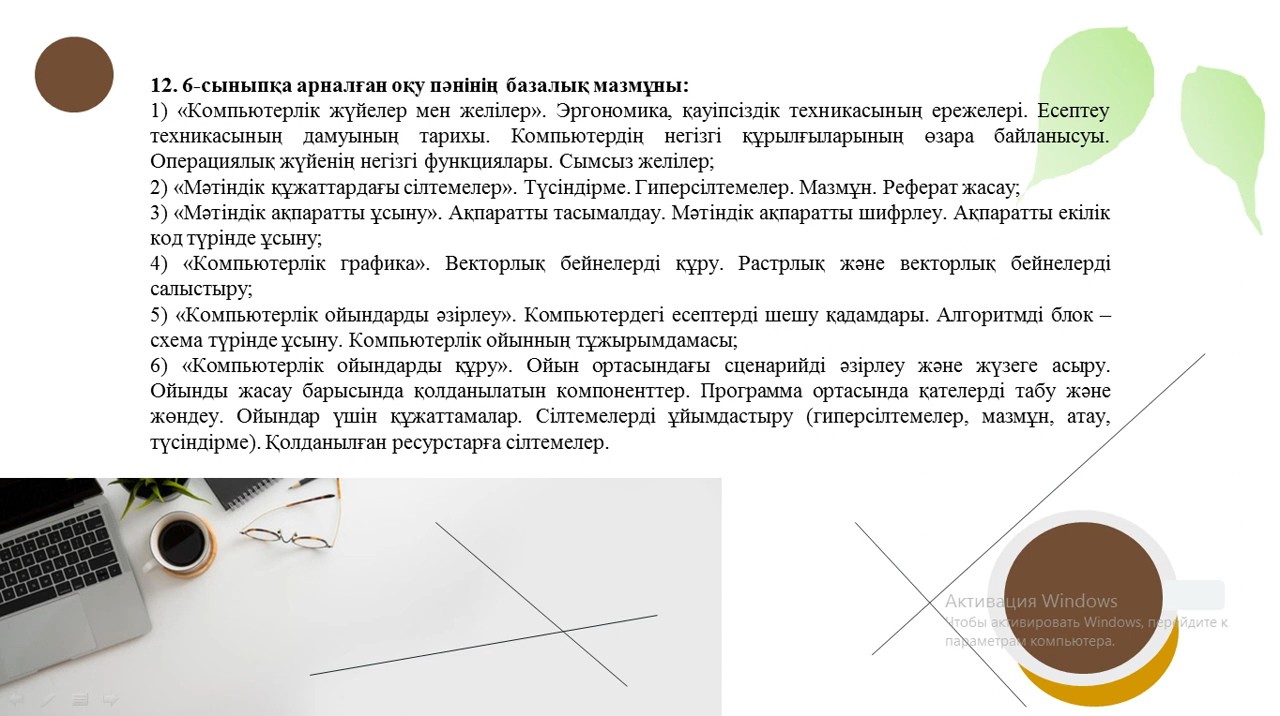 12. 6-сыныпқа арналған оқу пәнінің базалық мазмұны:
1) «Компьютерлік жүйелер мен желілер». Эргономика, қауіпсіздік техникасының ережелері. Есептеу
техникасының дамуының тарихы. Компьютердің негізгі құрылғыларының өзара байланысуы.
Операциялық жүйенің негізгі функциялары. Сымсыз желілер;
2) «Мәтіндік құжаттардағы сілтемелер». Түсіндірме. Гиперсілтемелер. Мазмұн. Реферат жасау;
3) «Мәтіндік ақпаратты ұсыну». Ақпаратты тасымалдау. Мәтіндік ақпаратты шифрлеу. Ақпаратты екілік
код түрінде ұсыну;
4) «Компьютерлік графика». Векторлық бейнелерді құру. Растрлық және векторлық бейнелерді
салыстыру;
5) «Компьютерлік ойындарды әзірлеу». Компьютердегі есептерді шешу қадамдары. Алгоритмді блок –
схема түрінде ұсыну. Компьютерлік ойынның тұжырымдамасы;
6) «Компьютерлік ойындарды құру». Ойын ортасындағы сценарийді әзірлеу және жүзеге асыру.
Ойынды жасау барысында қолданылатын компоненттер. Программа ортасында қателерді табу және
жөндеу. Ойындар үшін құжаттамалар. Сілтемелерді ұйымдастыру (гиперсілтемелер, мазмұн, атау,
түсіндірме). Қолданылған ресурстарға сілтемелер.
Активация Windows
Чтобы активировать Windows, перейдите к
параметрам компьютера.